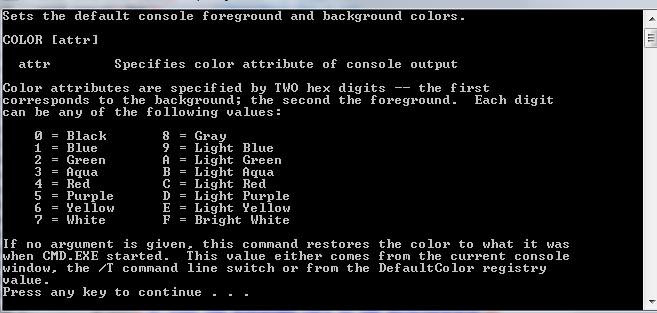 Sets the default console foreground and background colors.
COLOR [attr]
attr        Specifies color attribute of console output
Color attributes are specified by TWO hex digits -- the first
corresponds to the background; the second the foreground.  Each digit
can be any of the following values:
0 = Black       8 = Gray
1 = Blue        9 = Light Blue
2 = Green       A = Light Green
3 = Aqua        B = Light Aqua
4 = Red         C = Light Red
5 = Purple      D = Light Purple
6 = Yellow      E = Light Yellow
7 = White       F = Bright White
If no argument is given, this command restores the color to what it was
when CMD.EXE started.  This value either comes from the current console
window, the /T command line switch or from the DefaultColor registry
value.
Press any key to continue . . .